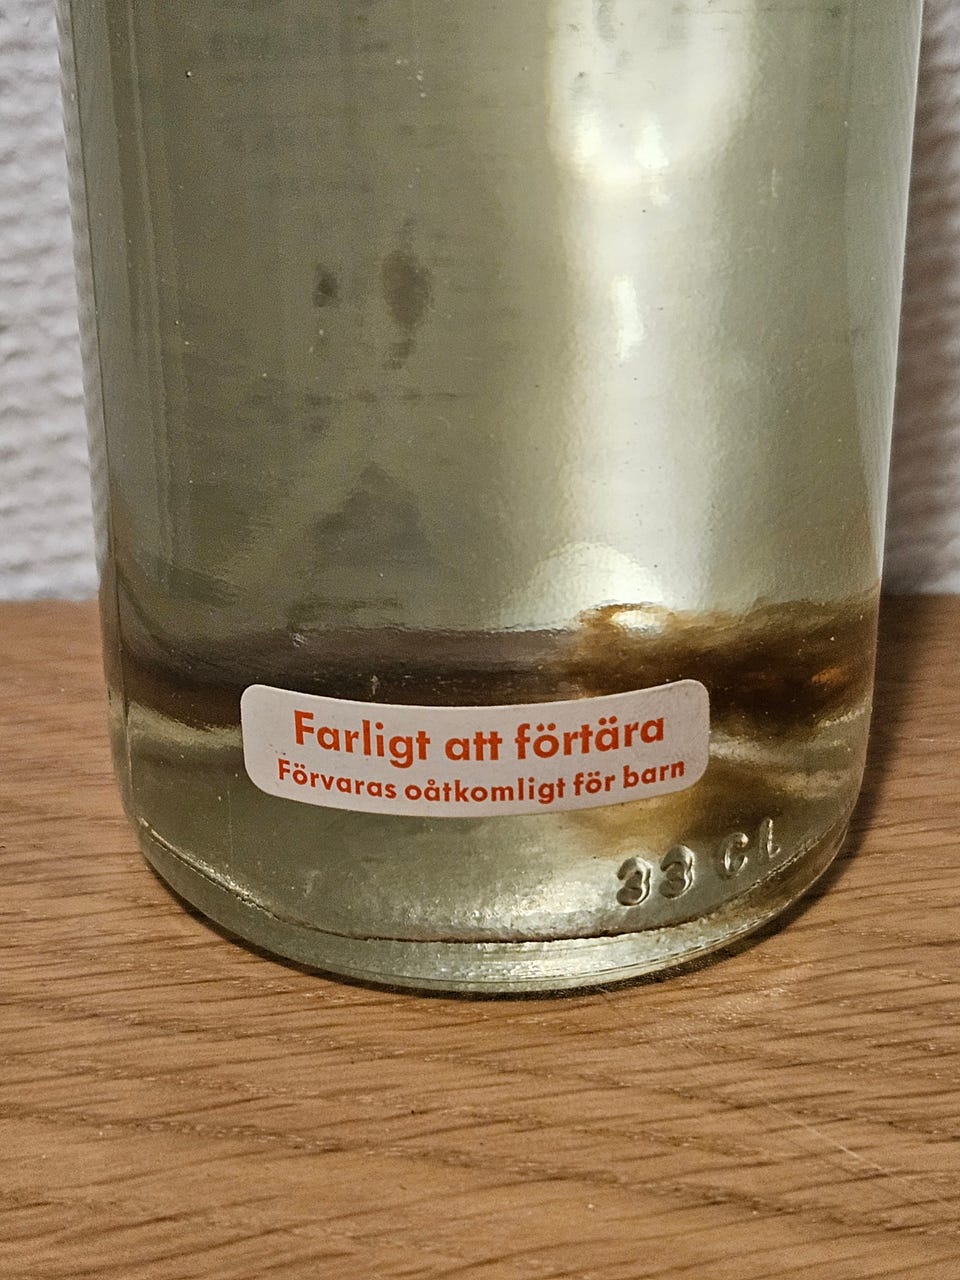 Farligt att förtära
Förvaras oåtkomligt för barn
33 CL